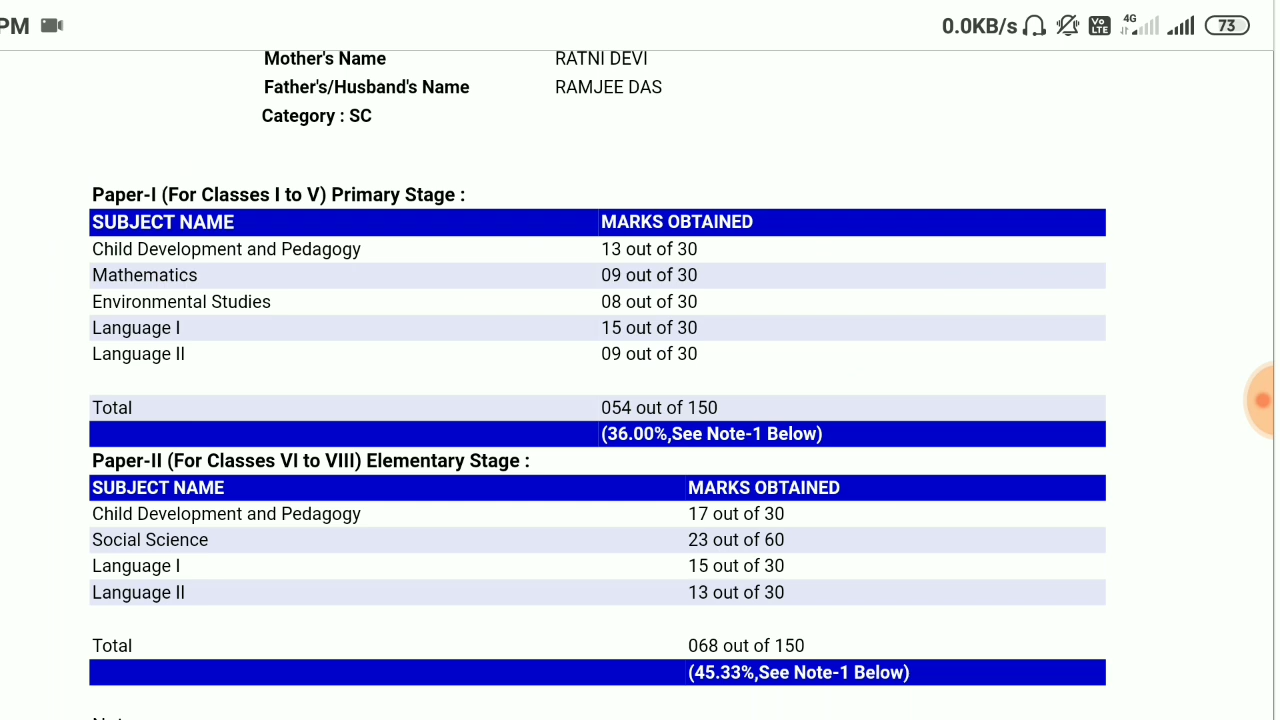 PM 0.0KB/s Vo LTE 4G 73
Mother's Name RATNI DEVI
Father's/Husband's Name RAMJEE DAS
Category : SC
Paper-I (For Classes I to V) Primary Stage :
SUBJECT NAME MARKS OBTAINED
Child Development and Pedagogy 13 out of 30
Mathematics 09 out of 30
Environmental Studies 08 out of 30
Language I 15 out of 30
Language II 09 out of 30
Total 054 out of 150
(36.00%,See Note-1 Below)
Paper-II (For Classes VI to VIII) Elementary Stage :
SUBJECT NAME MARKS OBTAINED
Child Development and Pedagogy 17 out of 30
Social Science 23 out of 60
Language I 15 out of 30
Language II 13 out of 30
Total 068 out of 150
(45.33%,See Note-1 Below)